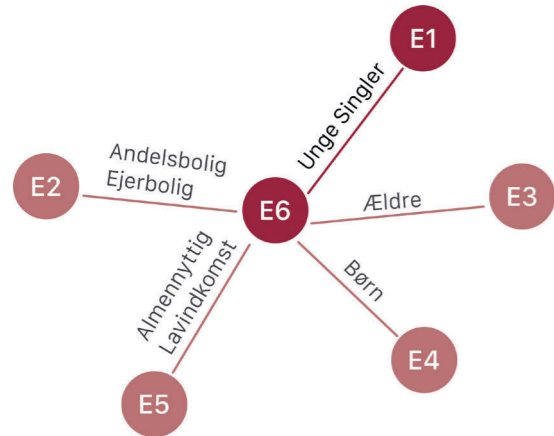 E1
Unge Singler
Andelsbolig
Ejerbolig
E2
E6
Ældre
E3
Almennyttig
Lavindkomst
Børn
E4
E5